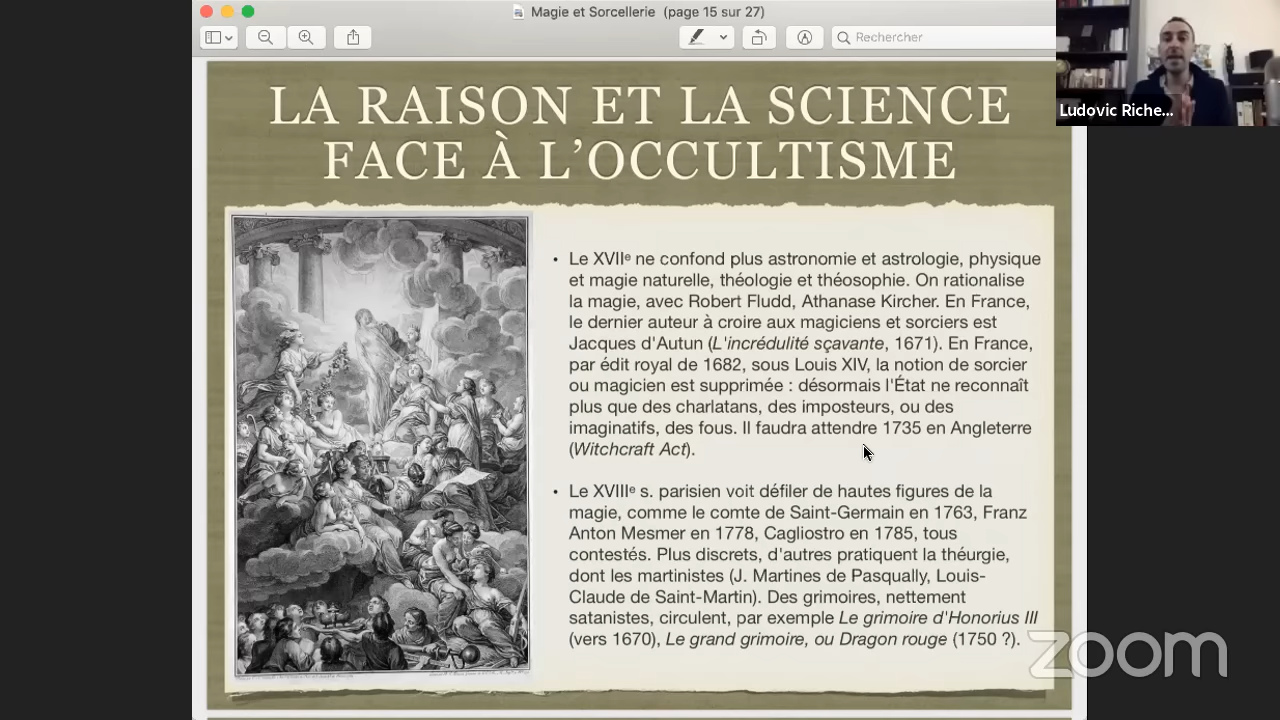 Magie et Sorcellerie (page 15 sur 27)
Rechercher
Ludovic Riche...
LA RAISON ET LA SCIENCE
FACE À L'OCCULTISME
• Le XVIIᵉ ne confond plus astronomie et astrologie, physique
et magie naturelle, théologie et théosophie. On rationalise
la magie, avec Robert Fludd, Athanase Kircher. En France,
le dernier auteur à croire aux magiciens et sorciers est
Jacques d'Autun (L'incrédulité sçavante, 1671). En France,
par édit royal de 1682, sous Louis XIV, la notion de sorcier
ou magicien est supprimée : désormais l'État ne reconnaît
plus que des charlatans, des imposteurs, ou des
imaginatifs, des fous. Il faudra attendre 1735 en Angleterre
(Witchcraft Act).
• Le XVIIIᵉ s. parisien voit défiler de hautes figures de la
magie, comme le comte de Saint-Germain en 1763, Franz
Anton Mesmer en 1778, Cagliostro en 1785, tous
contestés. Plus discrets, d'autres pratiquent la théurgie,
dont les martinistes (J. Martines de Pasqually, Louis-
Claude de Saint-Martin). Des grimoires, nettement
satanistes, circulent, par exemple Le grimoire d'Honorius III
(vers 1670), Le grand grimoire, ou Dragon rouge (1750 ?).
zoom